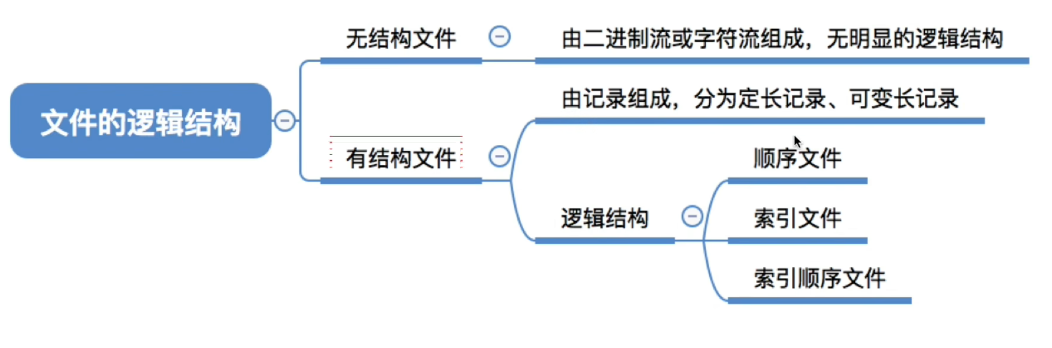 文件的逻辑结构
无结构文件
由二进制流或字符流组成，无明显的逻辑结构
有结构文件
由记录组成，分为定长记录、可变长记录
逻辑结构
顺序文件
索引文件
索引顺序文件